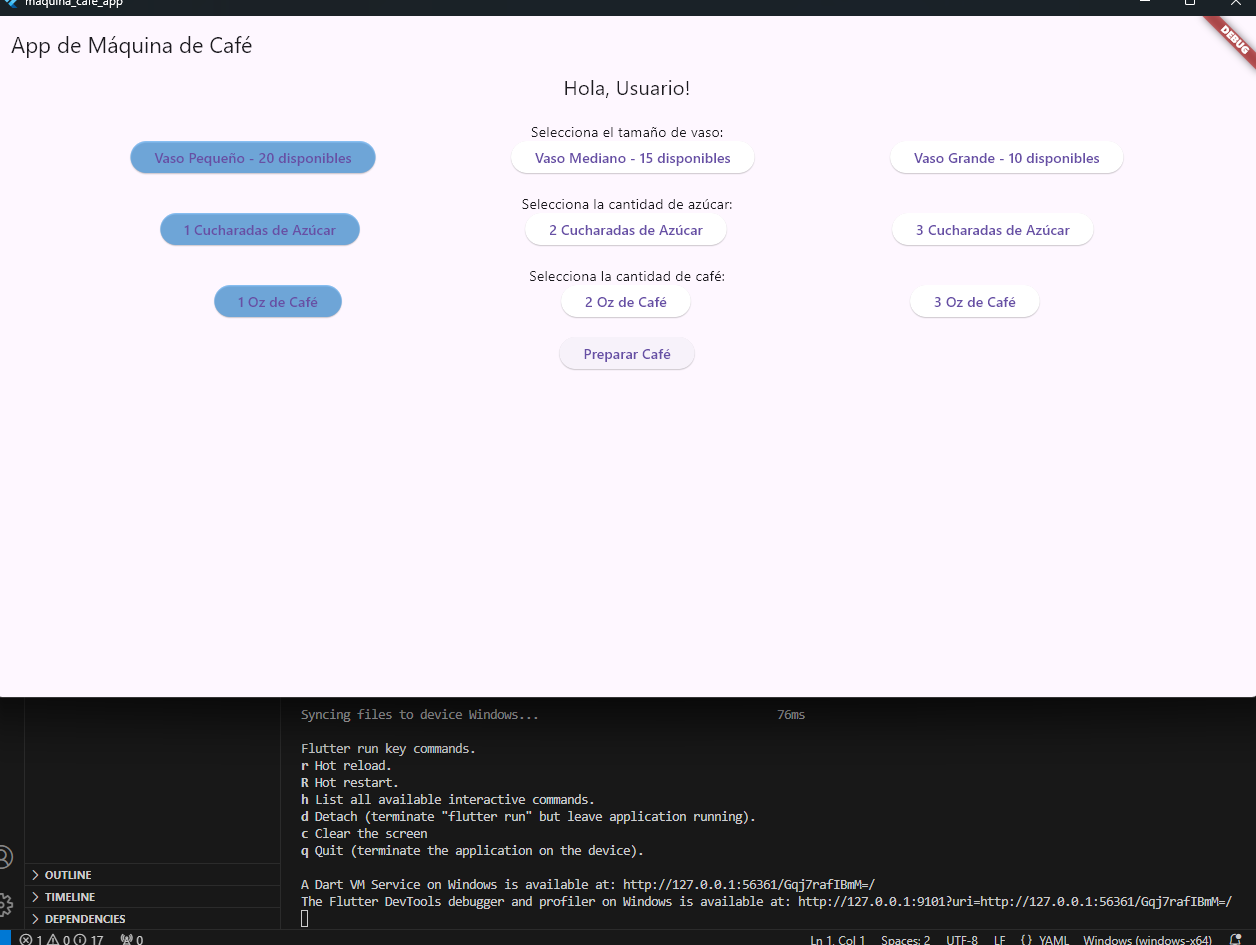 maquina_cafe_app
App de Máquina de Café
DEBUG
Hola, Usuario!
Selecciona el tamaño de vaso:
Vaso Pequeño - 20 disponibles
Vaso Mediano - 15 disponibles
Vaso Grande - 10 disponibles
Selecciona la cantidad de azúcar:
1 Cucharadas de Azúcar
2 Cucharadas de Azúcar
3 Cucharadas de Azúcar
Selecciona la cantidad de café:
1 Oz de Café
2 Oz de Café
3 Oz de Café
Preparar Café
Syncing files to device Windows... 76ms
Flutter run key commands.
r Hot reload.
R Hot restart.
h List all available interactive commands.
d Detach (terminate "flutter run" but leave application running).
c Clear the screen
q Quit (terminate the application on the device).
A Dart VM Service on Windows is available at: http://127.0.0.1:56361/Gqj7rafIBmM=/
The Flutter DevTools debugger and profiler on Windows is available at: http://127.0.0.1:9101?uri=http://127.0.0.1:56361/Gqj7rafIBmM=/
OUTLINE
TIMELINE
DEPENDENCIES
1 0 17 0 Ln 1, Col 1 Spaces: 2 UTF-8 LF {} YAML Windows (windows-x64)